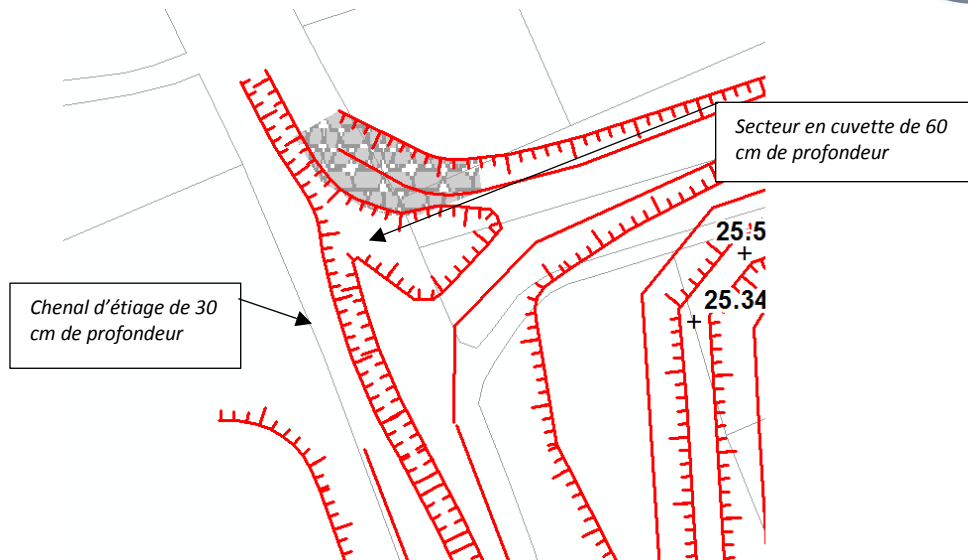 Secteur en cuvette de 60
cm de profondeur
25.5
25.34
Chenal d’étiage de 30
cm de profondeur